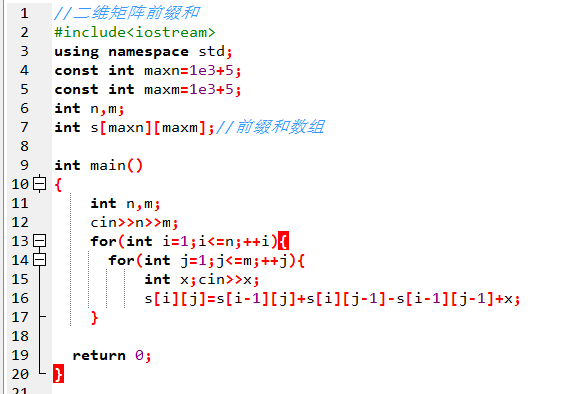 1 //二维矩阵前缀和
2 #include<iostream>
3 using namespace std;
4 const int maxn=1e3+5;
5 const int maxm=1e3+5;
6 int n,m;
7 int s[maxn][maxm];//前缀和数组
8
9 int main()
10 {
11 int n,m;
12 cin>>n>>m;
13 for(int i=1;i<=n;++i){
14 for(int j=1;j<=m;++j){
15 int x;cin>>x;
16 s[i][j]=s[i-1][j]+s[i][j-1]-s[i-1][j-1]+x;
17 }
18
19 return 0;
20 }
21